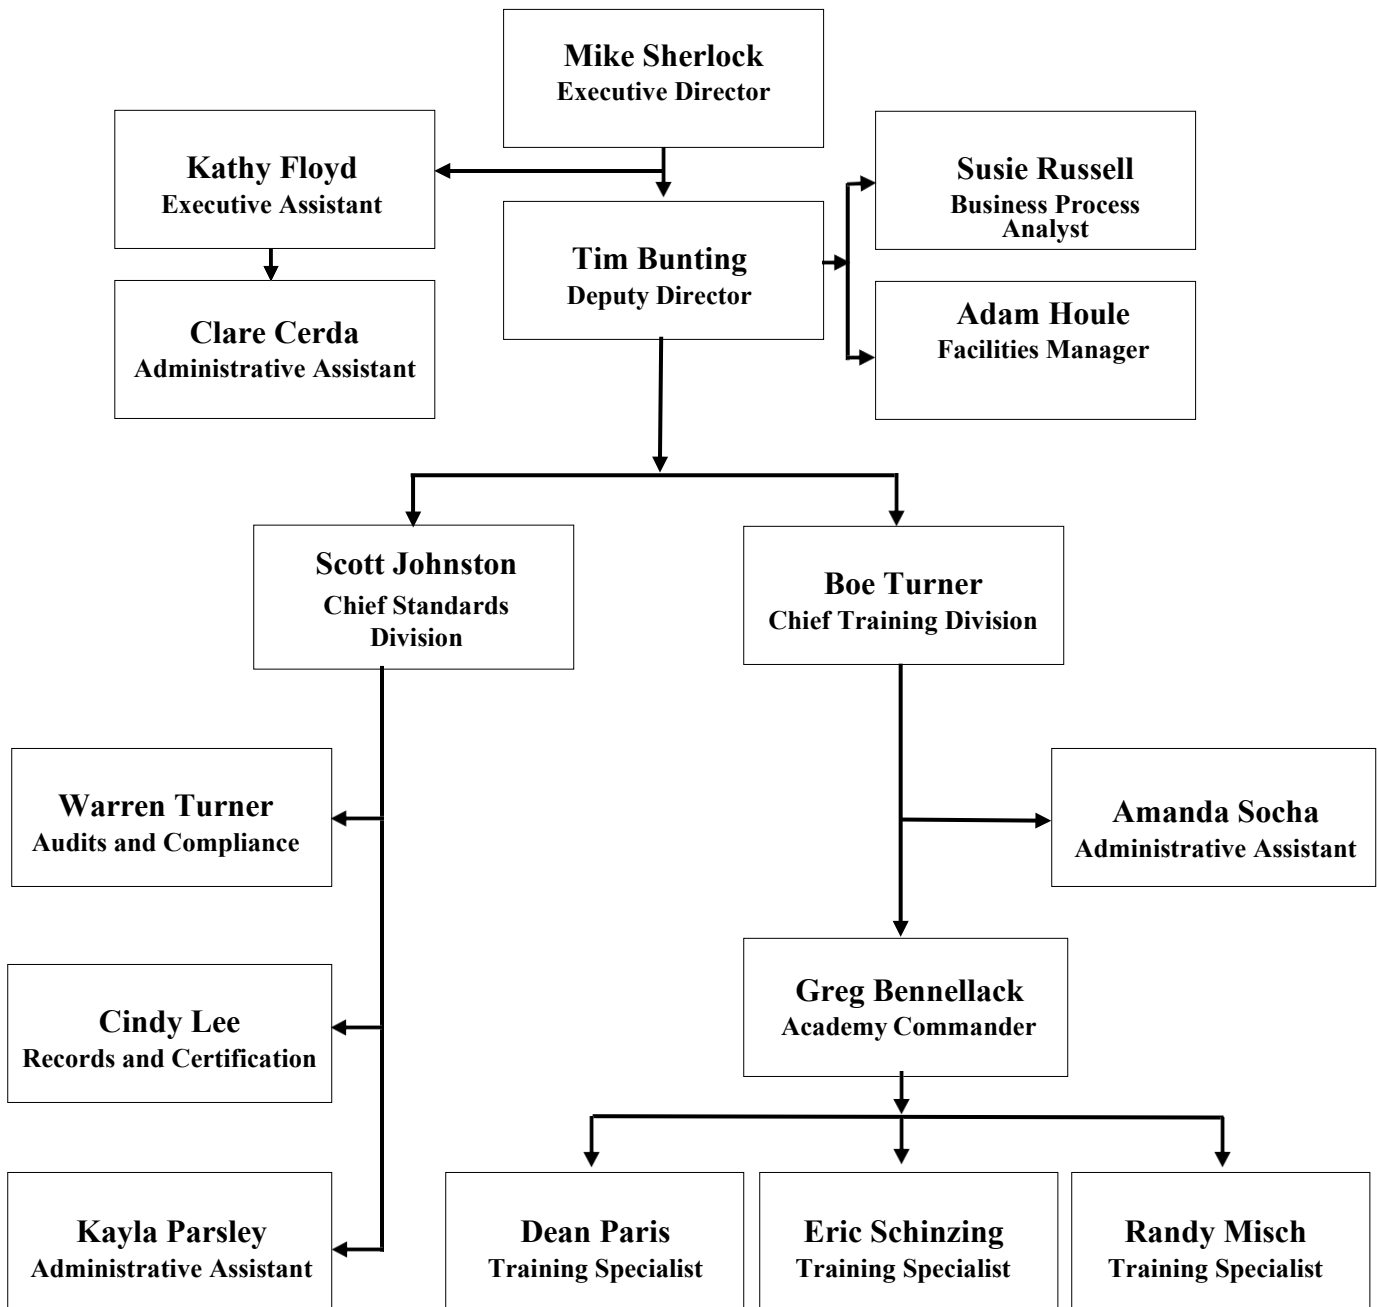 Mike Sherlock
Executive Director
Kathy Floyd
Executive Assistant
Susie Russell
Business Process
Analyst
Tim Bunting
Deputy Director
Clare Cerda
Administrative Assistant
Adam Houle
Facilities Manager
Scott Johnston
Chief Standards
Division
Boe Turner
Chief Training Division
Warren Turner
Audits and Compliance
Amanda Socha
Administrative Assistant
Cindy Lee
Records and Certification
Greg Bennellack
Academy Commander
Kayla Parsley
Administrative Assistant
Dean Paris
Training Specialist
Eric Schinzing
Training Specialist
Randy Misch
Training Specialist